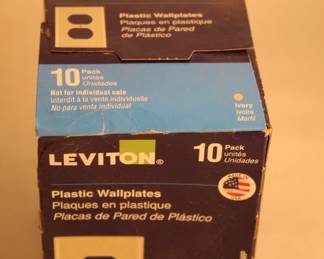 Plastic Wallplates
Plaques en plastique
Placas de Pared
de Plástico
10 Pack
unités
Unidades
Not for individual sale
Interdit à la vente individuelle
No para venta individual
Ivory
Ivoire
Marfil
LEVITON®
10 Pack
unités
Unidades
Plastic Wallplates
Plaques en plastique
Placas de Pared de Plástico